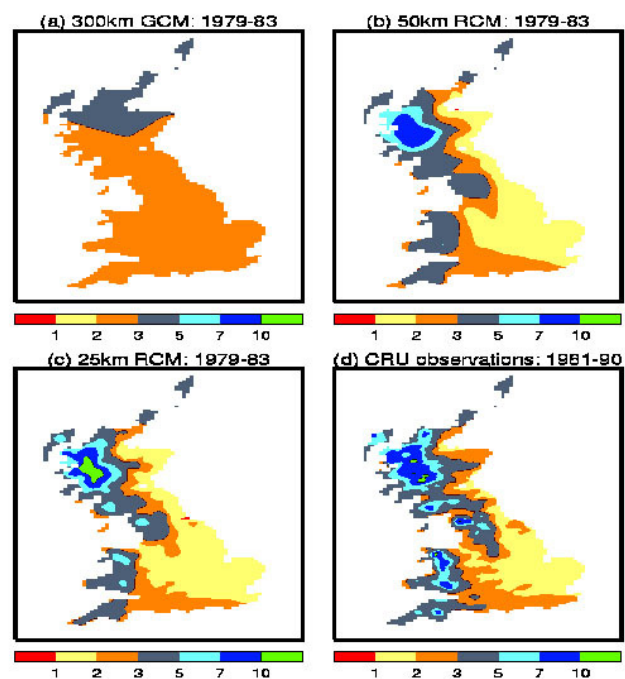 (a) 300km GCM: 1979-83
(b) 50km RCM: 1979-83
1 2 3 5 7 10
1 2 3 5 7 10
(c) 25km RCM: 1979-83
(d) CRU observations: 1961-90
1 2 3 5 7 10
1 2 3 5 7 10